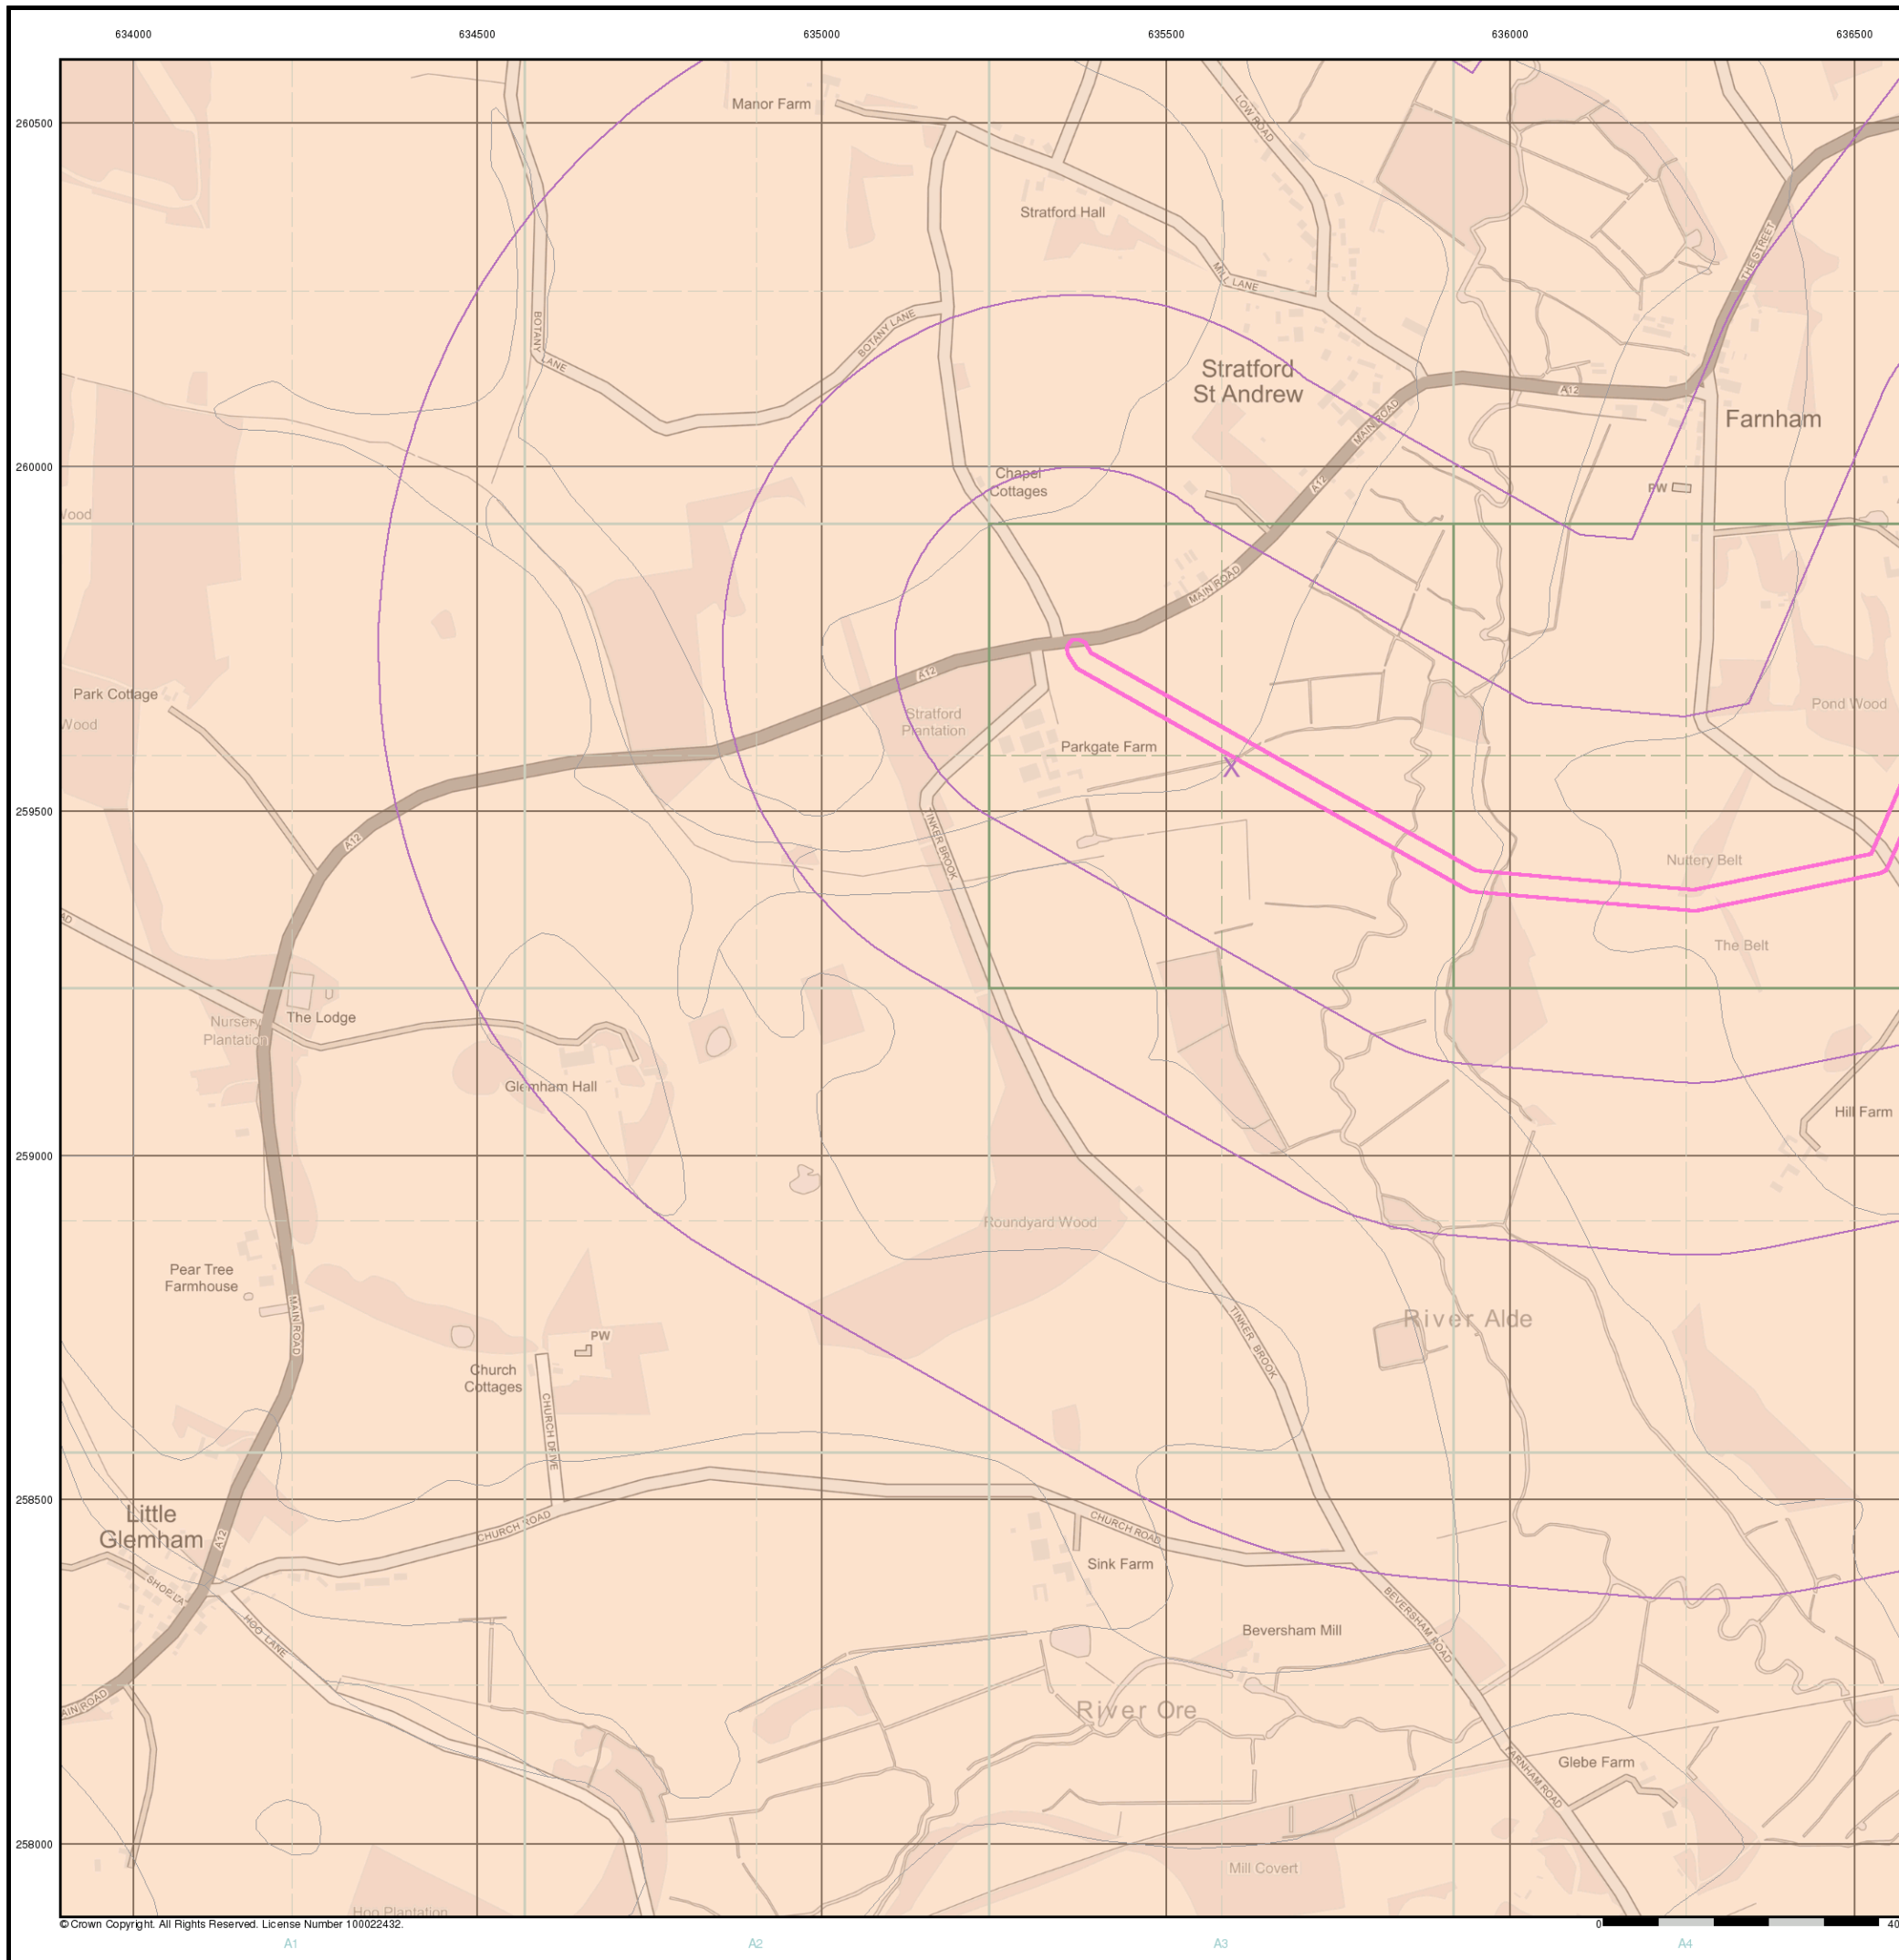 634000 634500 635000 635500 636000 636500
260500
Manor Farm
LOW ROAD
Stratford Hall
THE STREET
MILL LANE
BOTANY LANE
BOTANY LANE
Stratford
St Andrew
A12
MAIN ROAD
Farnham
260000
Chapel
Cottages
A12
PW
Wood
MAIN ROAD
A12
Park Cottage
Wood
Stratford
Plantation
Pond Wood
Parkgate Farm
X
259500
A12
TINKER BROOK
Nuttery Belt
The Belt
AD
Nursery
Plantation
The Lodge
Glemham Hall
Hill Farm
259000
Roundyard Wood
Pear Tree
Farmhouse
MAIN ROAD
River Alde
PW
TINKER BROOK
Church
Cottages
CHURCH DRIVE
258500
Little
Glemham
A12
CHURCH ROAD
CHURCH ROAD
Sink Farm
SHOP LA
HOO LANE
BEVERSHAM ROAD
Beversham Mill
AIN ROAD
River Ore
FARNHAM ROAD
Glebe Farm
258000
Mill Covert
Hoo Plantation
© Crown Copyright. All Rights Reserved. License Number 100022432.
0 40
A1 A2 A3 A4